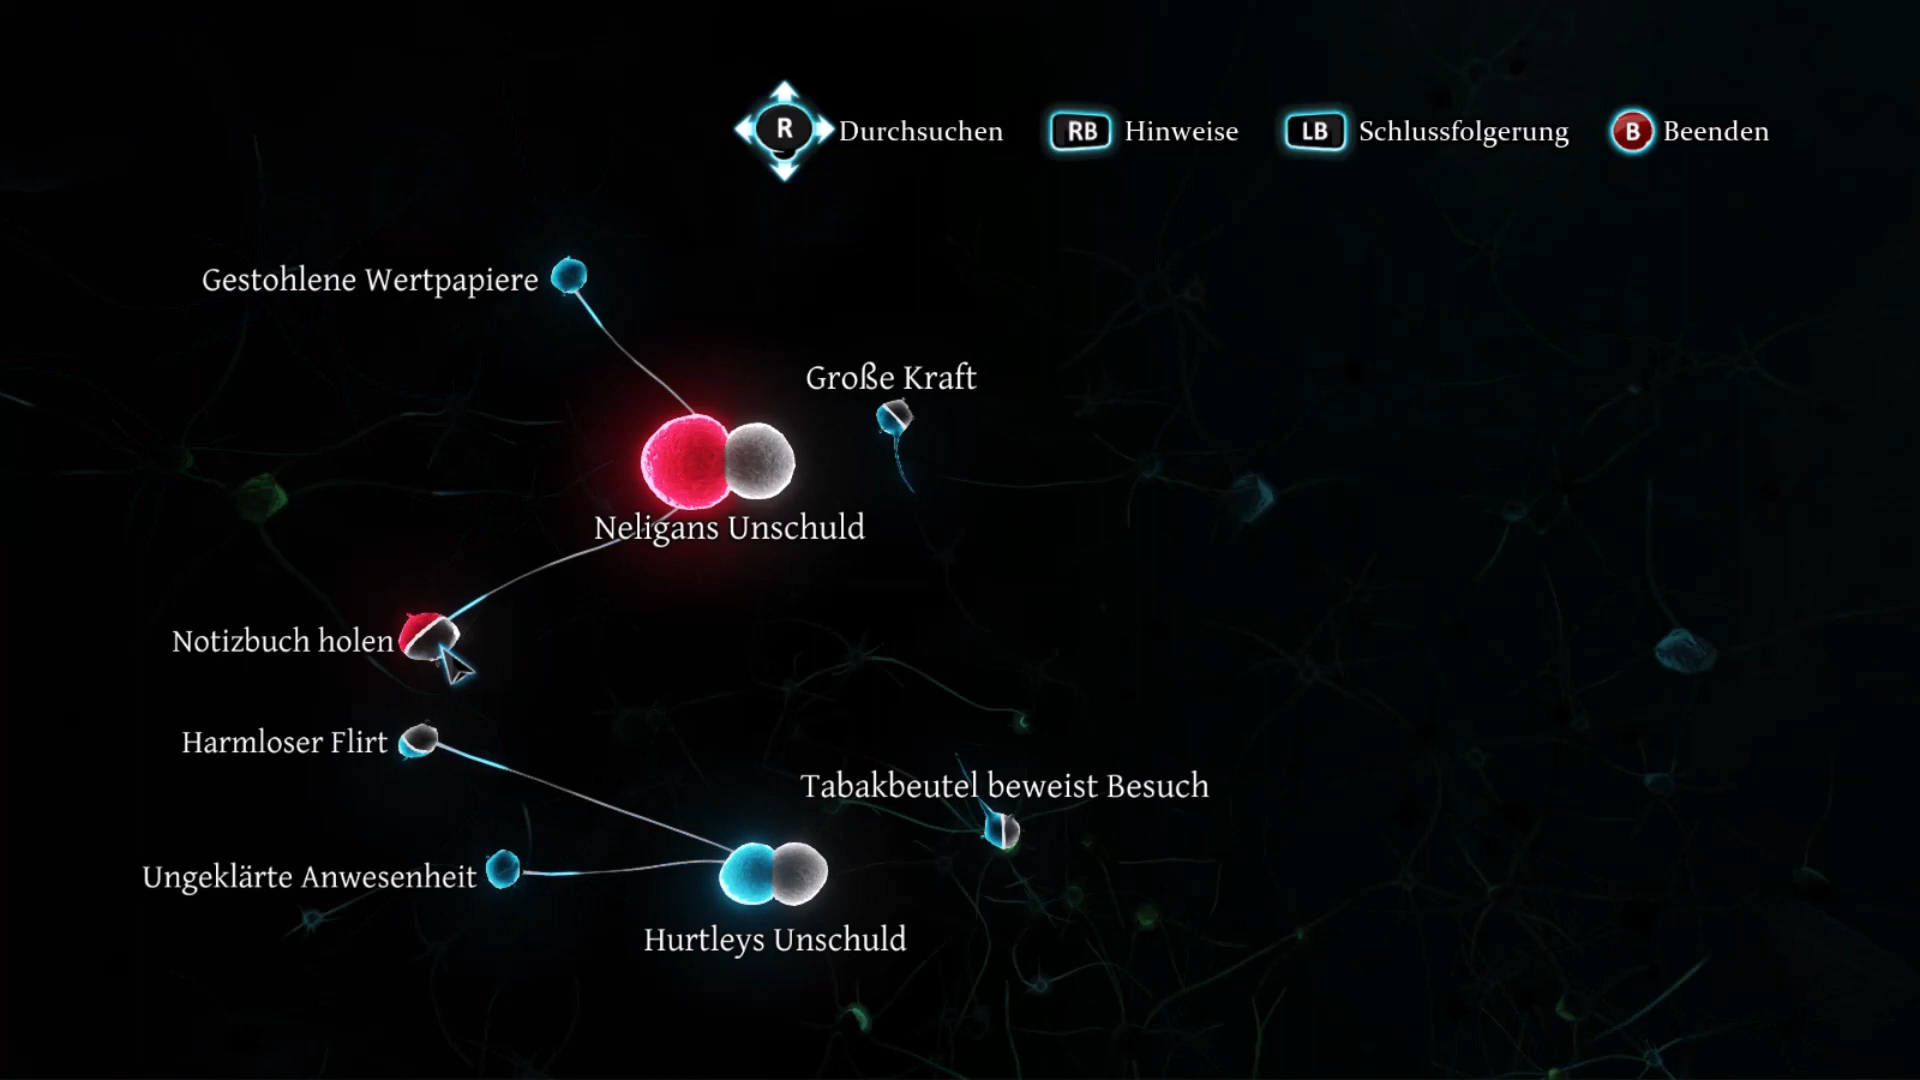 R Durchsuchen RB Hinweise LB Schlussfolgerung B Beenden
Gestohlene Wertpapiere
Große Kraft
Neligans Unschuld
Notizbuch holen
Harmloser Flirt
Tabakbeutel beweist Besuch
Ungeklärte Anwesenheit
Hurtleys Unschuld